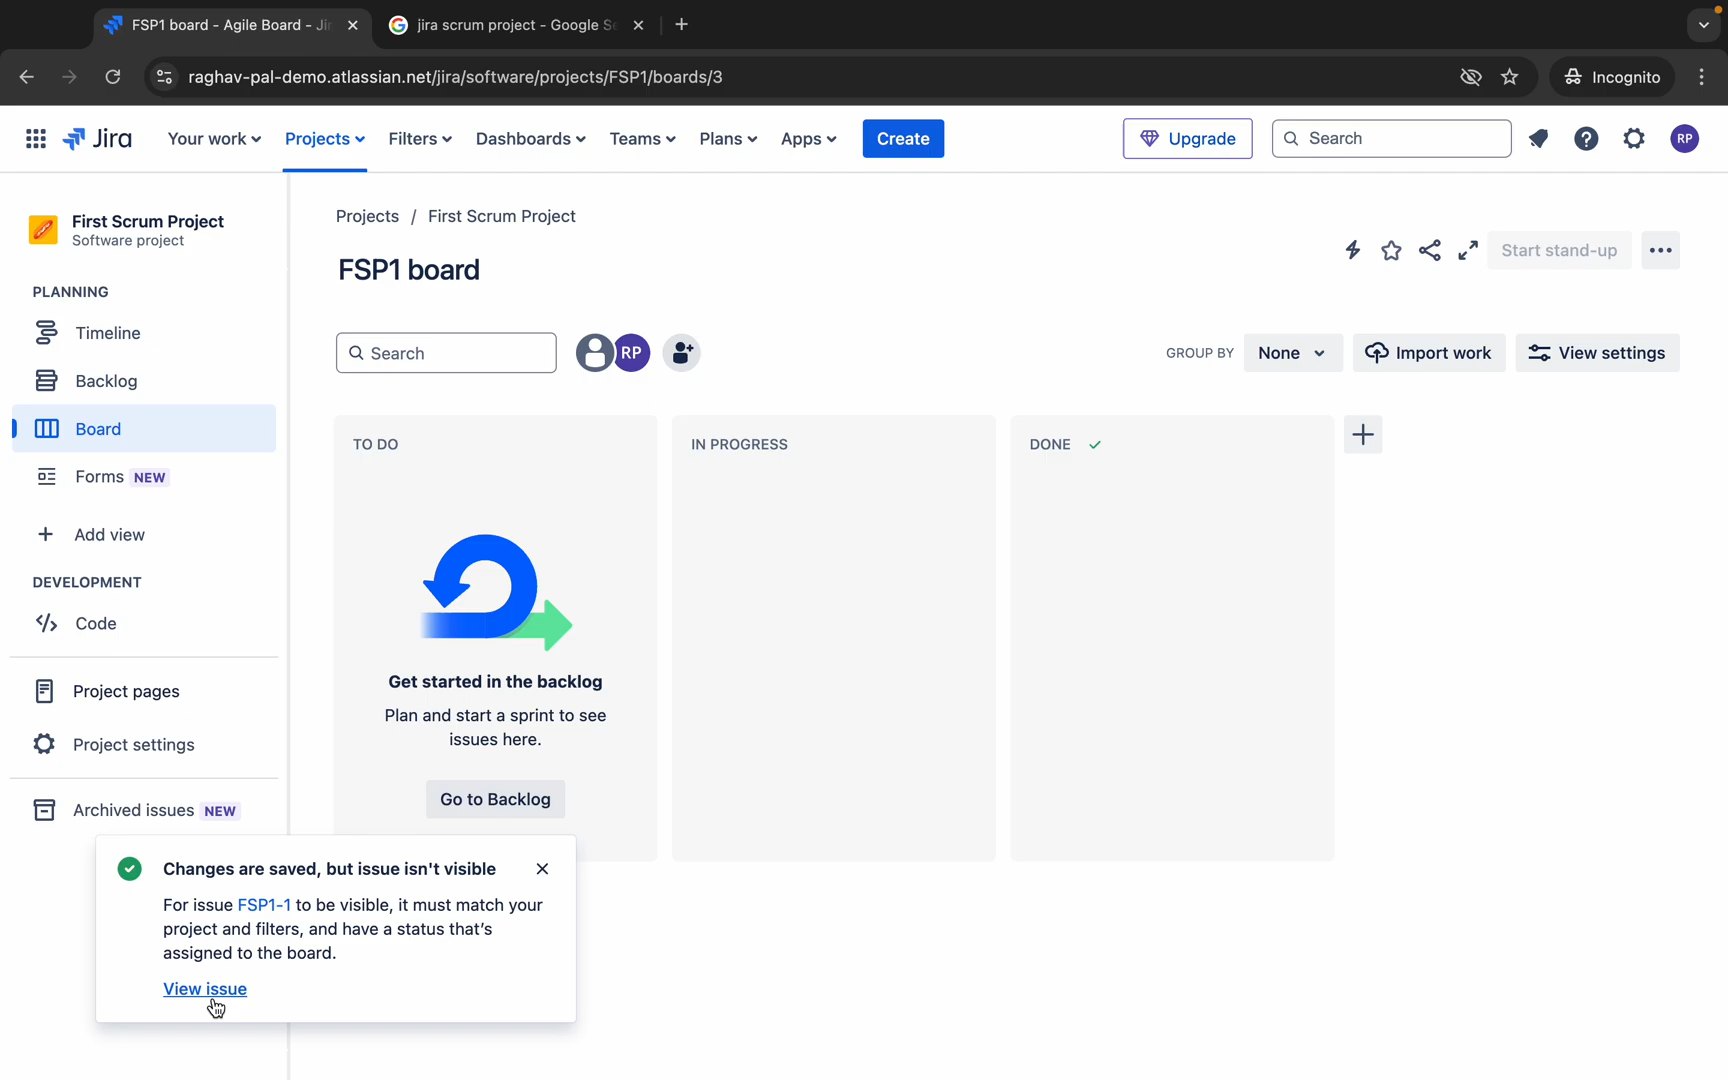 FSP1 board - Agile Board - Jir
jira scrum project - Google Se
raghav-pal-demo.atlassian.net/jira/software/projects/FSP1/boards/3
Incognito
Jira
Your work
Projects
Filters
Dashboards
Teams
Plans
Apps
Create
Upgrade
Search
RP
First Scrum Project
Software project
PLANNING
Timeline
Backlog
Board
Forms NEW
Add view
DEVELOPMENT
Code
Project pages
Project settings
Archived issues NEW
Projects / First Scrum Project
FSP1 board
Start stand-up
Search
RP
GROUP BY
None
Import work
View settings
TO DO
IN PROGRESS
DONE
Get started in the backlog
Plan and start a sprint to see
issues here.
Go to Backlog
Changes are saved, but issue isn't visible
For issue FSP1-1 to be visible, it must match your
project and filters, and have a status that's
assigned to the board.
View issue